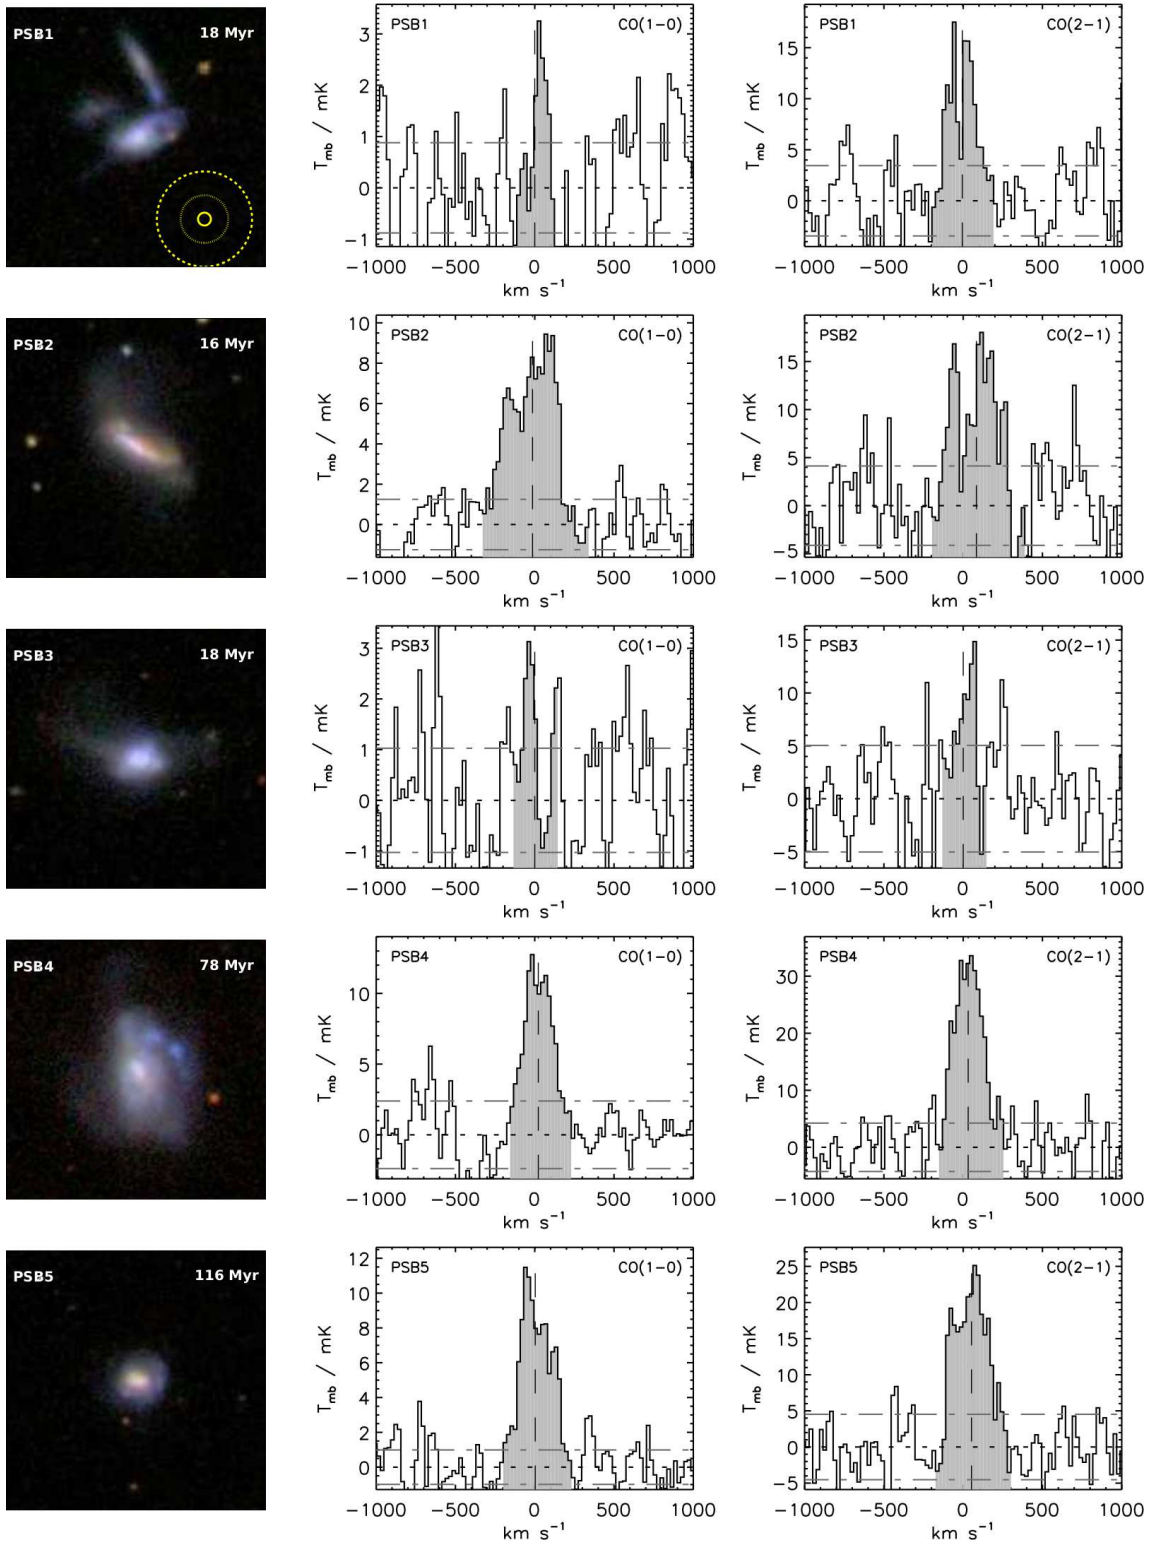 PSB1 18 Myr
PSB1 CO(1−0)
3
2
1
0
−1
T_mb / mK
−1000 −500 0 500 1000
km s⁻¹
PSB1 CO(2−1)
15
10
5
0
T_mb / mK
−1000 −500 0 500 1000
km s⁻¹
PSB2 16 Myr
PSB2 CO(1−0)
10
8
6
4
2
0
T_mb / mK
−1000 −500 0 500 1000
km s⁻¹
PSB2 CO(2−1)
15
10
5
0
−5
T_mb / mK
−1000 −500 0 500 1000
km s⁻¹
PSB3 18 Myr
PSB3 CO(1−0)
3
2
1
0
−1
T_mb / mK
−1000 −500 0 500 1000
km s⁻¹
PSB3 CO(2−1)
15
10
5
0
−5
T_mb / mK
−1000 −500 0 500 1000
km s⁻¹
PSB4 78 Myr
PSB4 CO(1−0)
10
5
0
T_mb / mK
−1000 −500 0 500 1000
km s⁻¹
PSB4 CO(2−1)
30
20
10
0
T_mb / mK
−1000 −500 0 500 1000
km s⁻¹
PSB5 116 Myr
PSB5 CO(1−0)
12
10
8
6
4
2
0
T_mb / mK
−1000 −500 0 500 1000
km s⁻¹
PSB5 CO(2−1)
25
20
15
10
5
0
−5
T_mb / mK
−1000 −500 0 500 1000
km s⁻¹